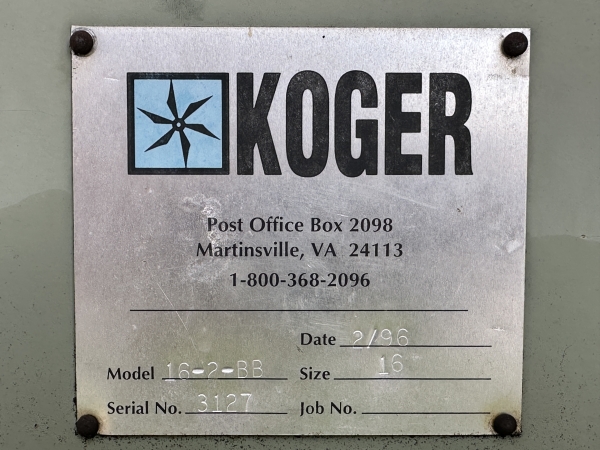 KOGER
Post Office Box 2098
Martinsville, VA 24113
1-800-368-2096
Date 2/96
Model 16-2-BB Size 16
Serial No. 3127 Job No.